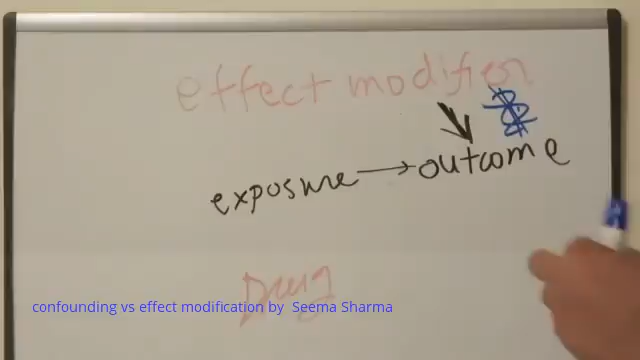 effect modifier
exposure → outcome
Drug
confounding vs effect modification by Seema Sharma